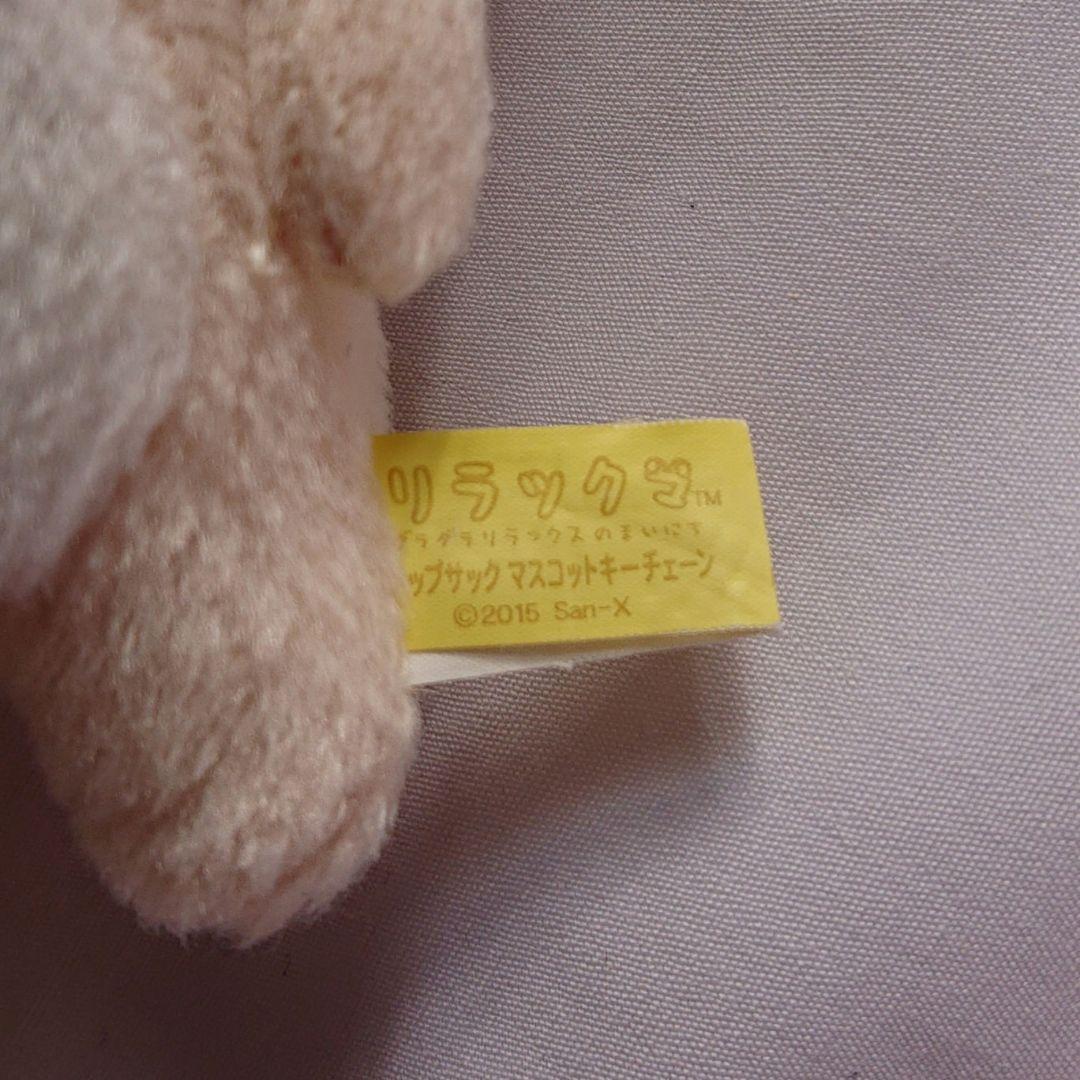 リラックマ™
ダラダラリラックスのまいにち
ップサック マスコットキーチェーン
©2015 San-X